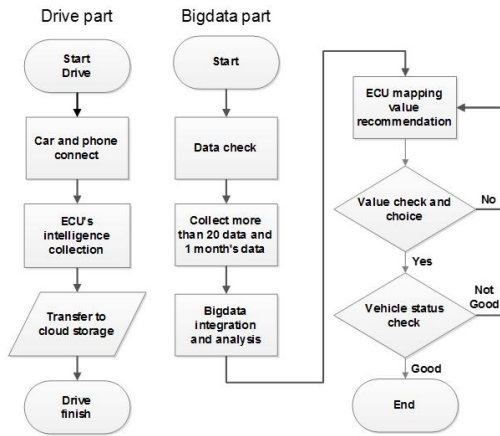 Drive part
Start
Drive
Car and phone
connect
ECU's
intelligence
collection
Transfer to
cloud storage
Drive
finish
Bigdata part
Start
Data check
Collect more
than 20 data and
1 month's data
Bigdata
integration
and analysis
ECU mapping
value
recommendation
Value check and
choice
No
Yes
Vehicle status
check
Not
Good
Good
End